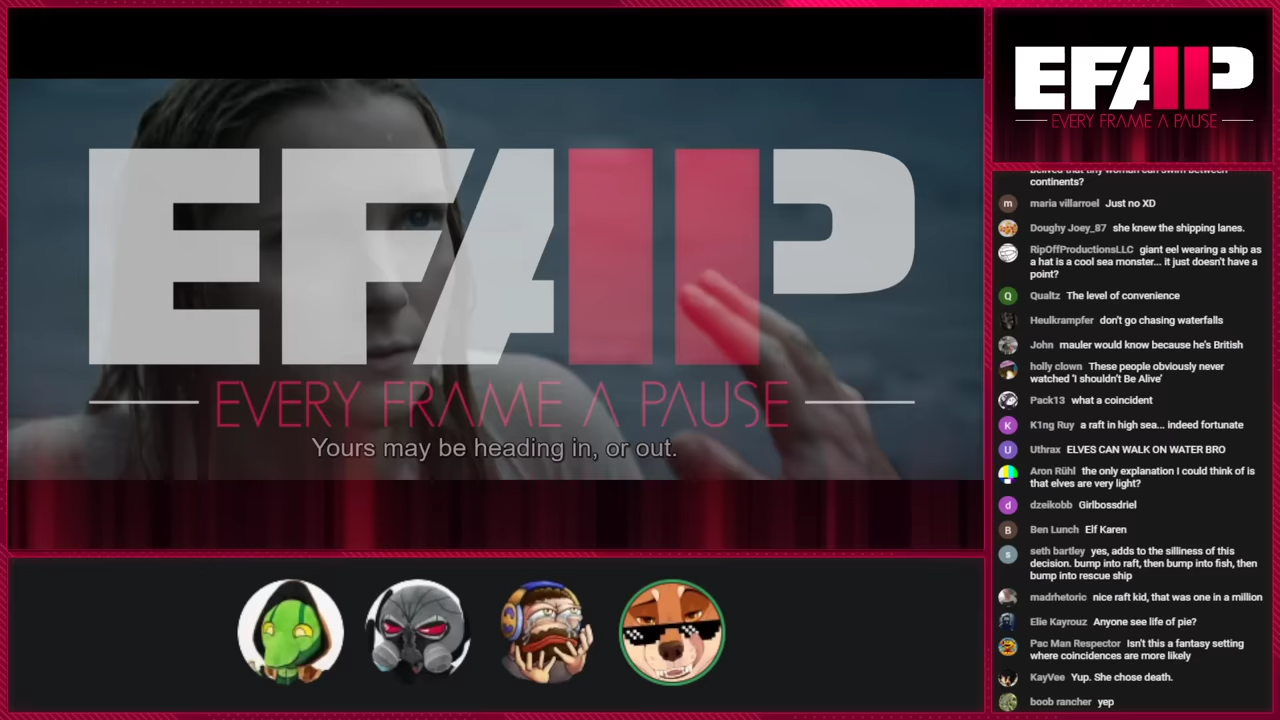 EFAP
EVERY FRAME A PAUSE
Yours may be heading in, or out.
EFAP
EVERY FRAME A PAUSE
belived that tiny woman can swim between
continents?
m maria villarroel Just no XD
Doughy Joey_87 she knew the shipping lanes.
RipOffProductionsLLC giant eel wearing a ship as
a hat is a cool sea monster... it just doesn't have a
point?
Q Qualtz The level of convenience
Heulkrampfer don't go chasing waterfalls
John mauler would know because he's British
holly clown These people obviously never
watched 'I shouldn't Be Alive'
Pack13 what a coincident
K K1ng Ruy a raft in high sea... indeed fortunate
U Uthrax ELVES CAN WALK ON WATER BRO
Aron Rühl the only explanation I could think of is
that elves are very light?
d dzeikobb Girlbossdriel
B Ben Lunch Elf Karen
s seth bartley yes, adds to the silliness of this
decision. bump into raft, then bump into fish, then
bump into rescue ship
madrhetoric nice raft kid, that was one in a million
Elie Kayrouz Anyone see life of pie?
Pac Man Respector Isn't this a fantasy setting
where coincidences are more likely
KayVee Yup. She chose death.
boob rancher yep